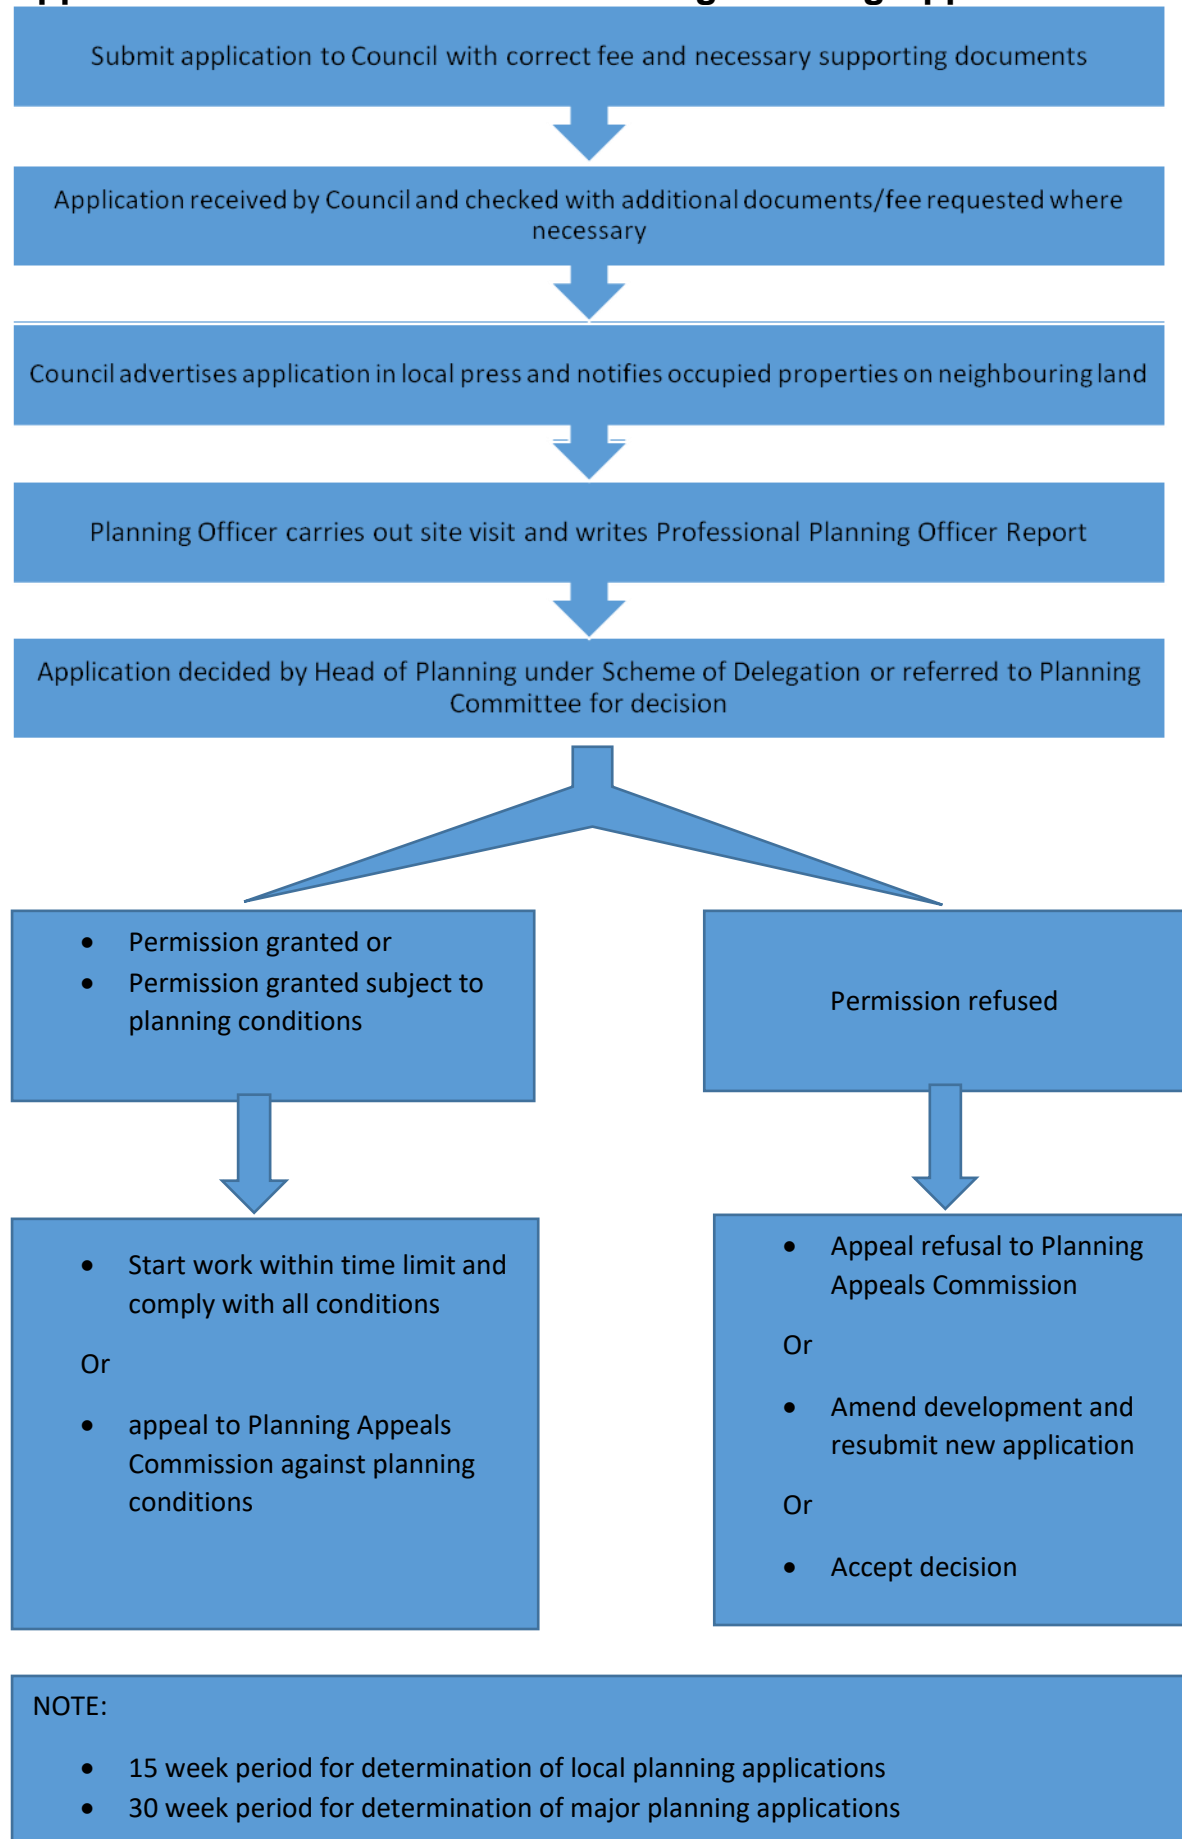 Submit application to Council with correct fee and necessary supporting documents
Application received by Council and checked with additional documents/fee requested where
necessary
Council advertises application in local press and notifies occupied properties on neighbouring land
Planning Officer carries out site visit and writes Professional Planning Officer Report
Application decided by Head of Planning under Scheme of Delegation or referred to Planning
Committee for decision
• Permission granted or
• Permission granted subject to
planning conditions
Permission refused
• Start work within time limit and
comply with all conditions
Or
• appeal to Planning Appeals
Commission against planning
conditions
• Appeal refusal to Planning
Appeals Commission
Or
• Amend development and
resubmit new application
Or
• Accept decision
NOTE:
• 15 week period for determination of local planning applications
• 30 week period for determination of major planning applications